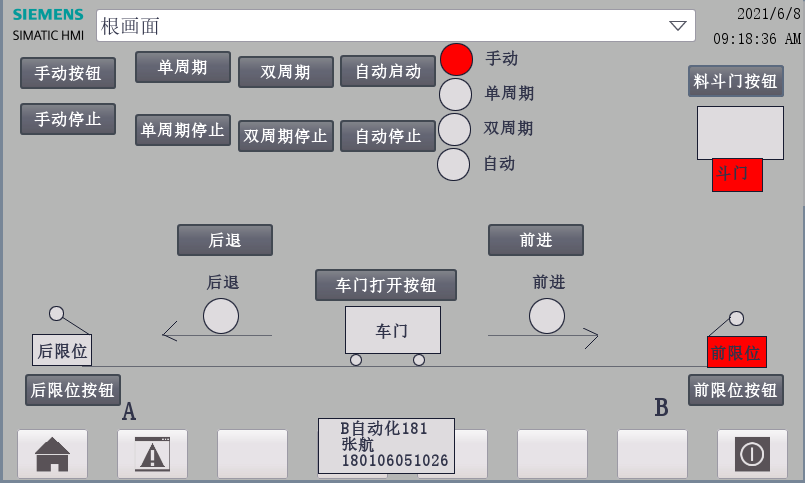 SIEMENS
SIMATIC HMI
根画面
2021/6/8
09:18:36 AM
手动按钮
单周期
双周期
自动启动
手动
料斗门按钮
单周期
手动停止
单周期停止
双周期停止
自动停止
双周期
自动
斗门
后退
前进
后退
车门打开按钮
前进
车门
后限位
前限位
后限位按钮
前限位按钮
A
B
B自动化181
张航
180106051026